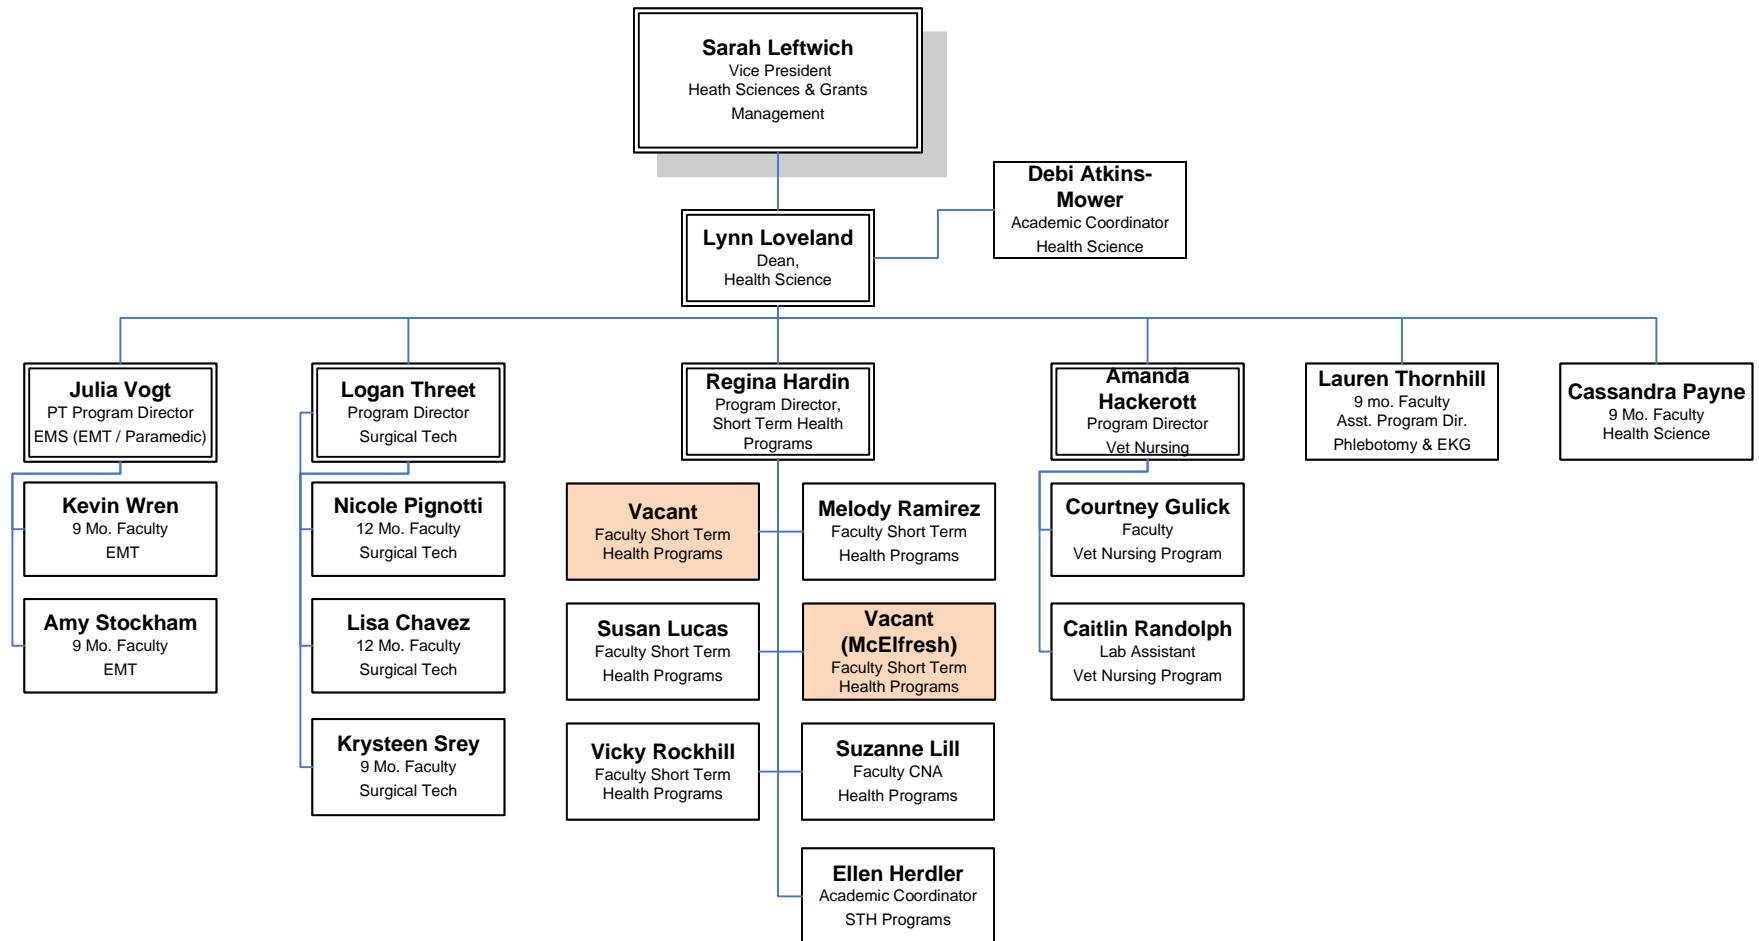 Sarah Leftwich
Vice President
Heath Sciences & Grants
Management
Debi Atkins-
Mower
Academic Coordinator
Health Science
Lynn Loveland
Dean,
Health Science
Julia Vogt
PT Program Director
EMS (EMT / Paramedic)
Logan Threet
Program Director
Surgical Tech
Regina Hardin
Program Director,
Short Term Health
Programs
Amanda
Hackerott
Program Director
Vet Nursing
Lauren Thornhill
9 mo. Faculty
Asst. Program Dir.
Phlebotomy & EKG
Cassandra Payne
9 Mo. Faculty
Health Science
Kevin Wren
9 Mo. Faculty
EMT
Nicole Pignotti
12 Mo. Faculty
Surgical Tech
Vacant
Faculty Short Term
Health Programs
Melody Ramirez
Faculty Short Term
Health Programs
Courtney Gulick
Faculty
Vet Nursing Program
Amy Stockham
9 Mo. Faculty
EMT
Lisa Chavez
12 Mo. Faculty
Surgical Tech
Susan Lucas
Faculty Short Term
Health Programs
Vacant
(McElfresh)
Faculty Short Term
Health Programs
Caitlin Randolph
Lab Assistant
Vet Nursing Program
Krysteen Srey
9 Mo. Faculty
Surgical Tech
Vicky Rockhill
Faculty Short Term
Health Programs
Suzanne Lill
Faculty CNA
Health Programs
Ellen Herdler
Academic Coordinator
STH Programs